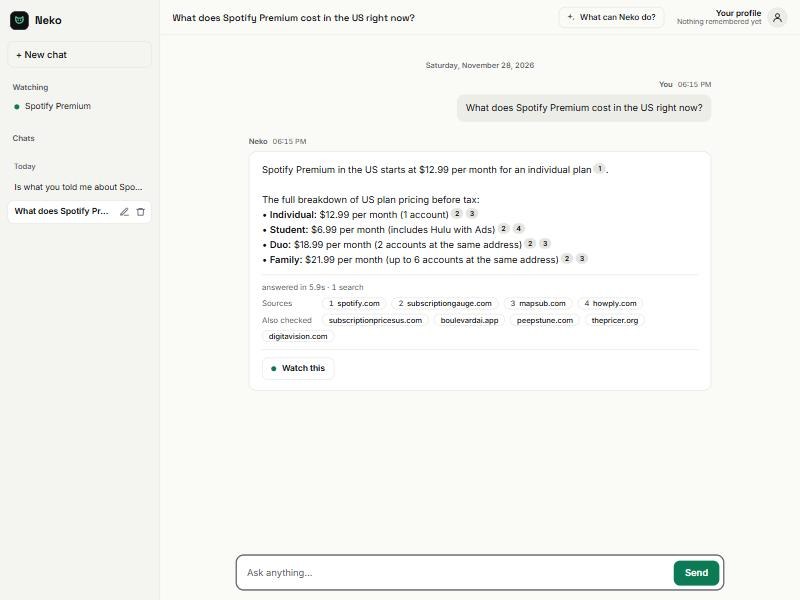 Neko
+ New chat
Watching
Spotify Premium
Chats
Today
Is what you told me about Spo...
What does Spotify Pr...
What does Spotify Premium cost in the US right now?
What can Neko do?
Your profile
Nothing remembered yet
Saturday, November 28, 2026
You 06:15 PM
What does Spotify Premium cost in the US right now?
Neko 06:15 PM
Spotify Premium in the US starts at $12.99 per month for an individual plan 1.
The full breakdown of US plan pricing before tax:
• Individual: $12.99 per month (1 account) 2 3
• Student: $6.99 per month (includes Hulu with Ads) 2 4
• Duo: $18.99 per month (2 accounts at the same address) 2 3
• Family: $21.99 per month (up to 6 accounts at the same address) 2 3
answered in 5.9s · 1 search
Sources 1 spotify.com 2 subscriptiongauge.com 3 mapsub.com 4 howply.com
Also checked subscriptionpricesus.com boulevardai.app peepstune.com thepricer.org
digitavision.com
Watch this
Ask anything...
Send